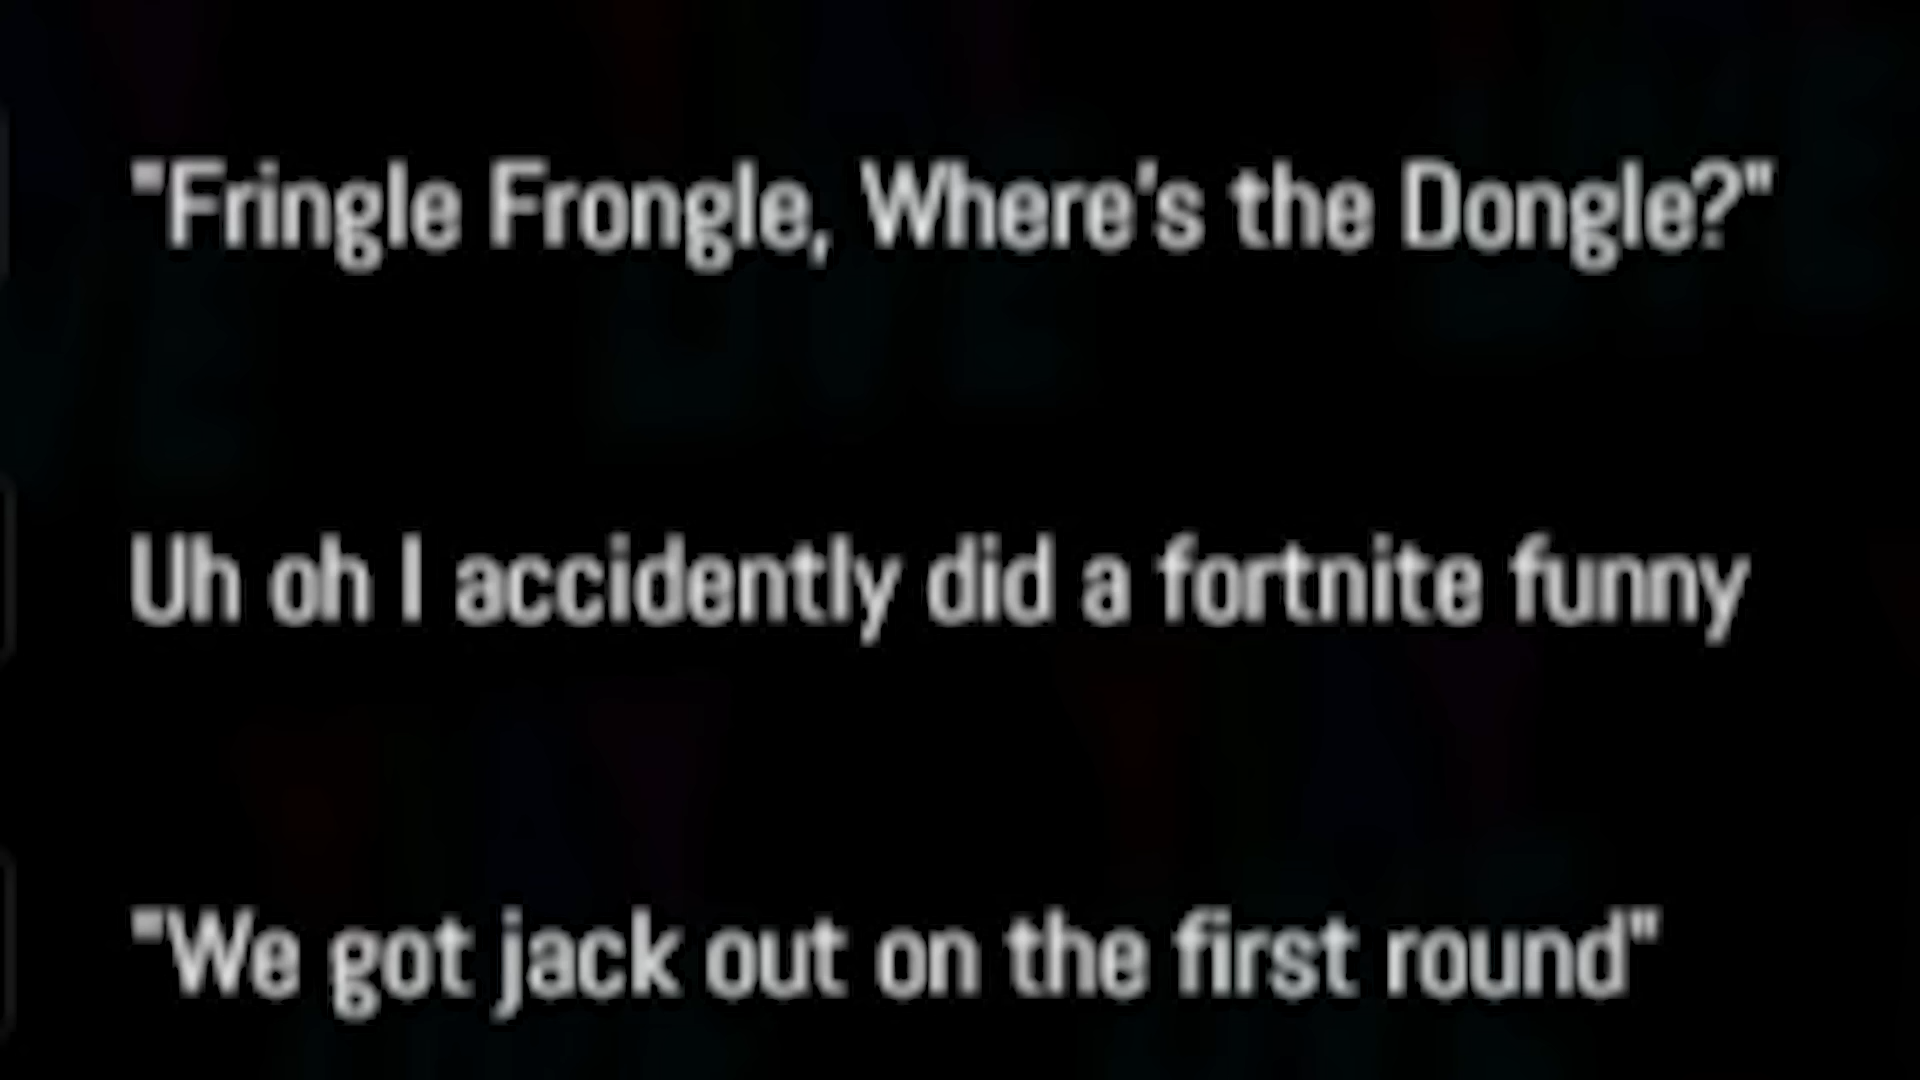 "Fringle Frongle, Where's the Dongle?"
Uh oh I accidently did a fortnite funny
"We got jack out on the first round"